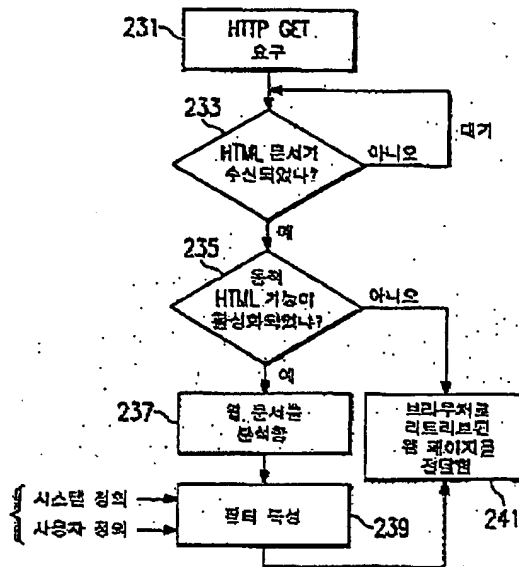 231
HTTP GET
요구
233
HTML 문서가
수신되었나?
아니오
대기
예
235
동적
HTML 기능이
활성화되었나?
아니오
예
237
웹 문서를
분석함
브라우저로
리트리브된
웹 페이지를
전달함
241
시스템 정의
사용자 정의
필터 특성
239